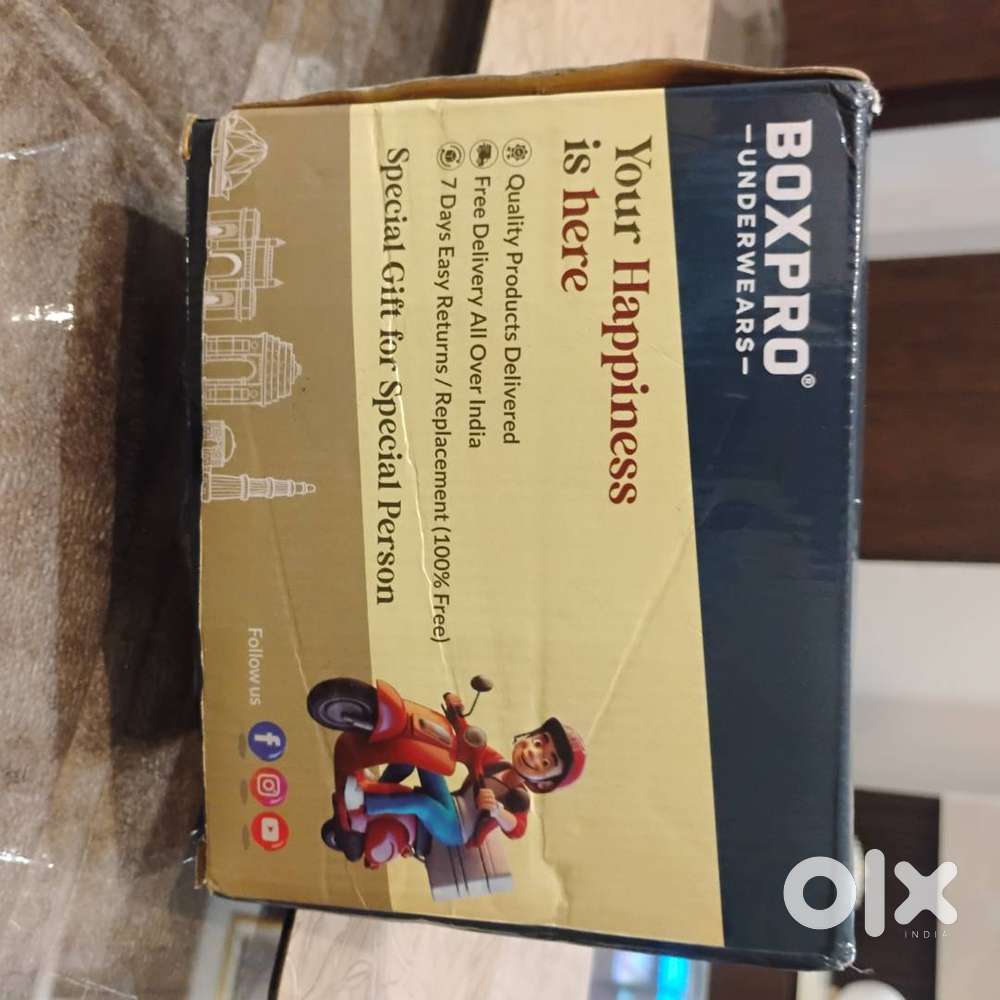 BOXPRO®
–UNDERWEARS–
Your Happiness
is here
Quality Products Delivered
Free Delivery All Over India
7 Days Easy Returns / Replacement (100% Free)
Special Gift for Special Person
Follow us
OLX
INDIA